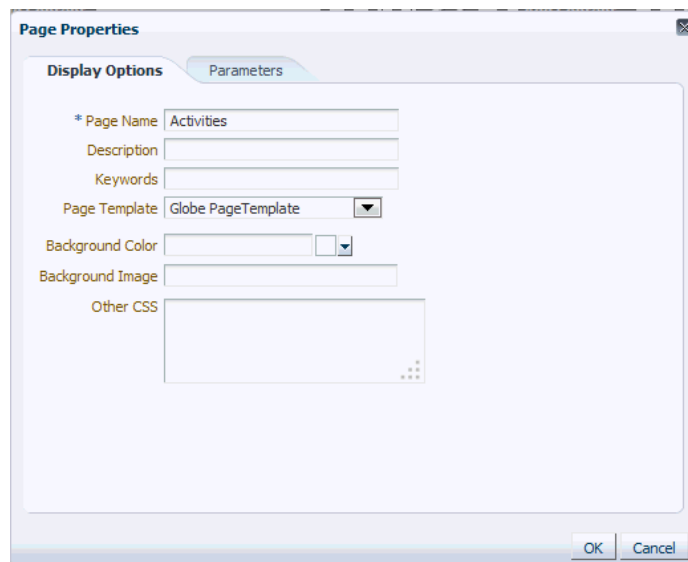 Page Properties
Display Options Parameters
* Page Name Activities
Description
Keywords
Page Template Globe PageTemplate
Background Color
Background Image
Other CSS
OK Cancel